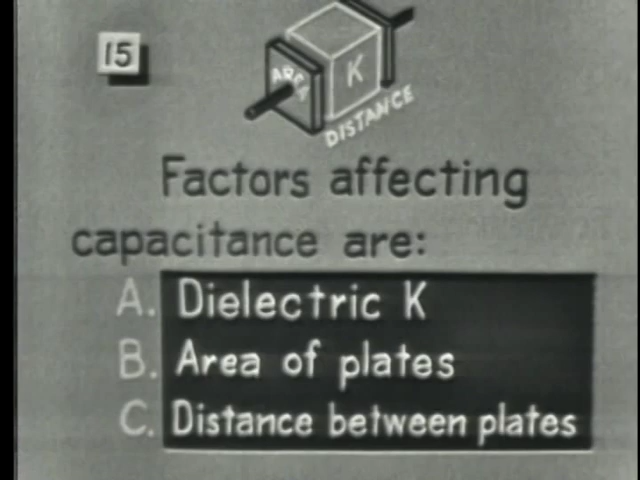 15
AREA
K
DISTANCE
Factors affecting
capacitance are:
A. Dielectric K
B. Area of plates
C. Distance between plates